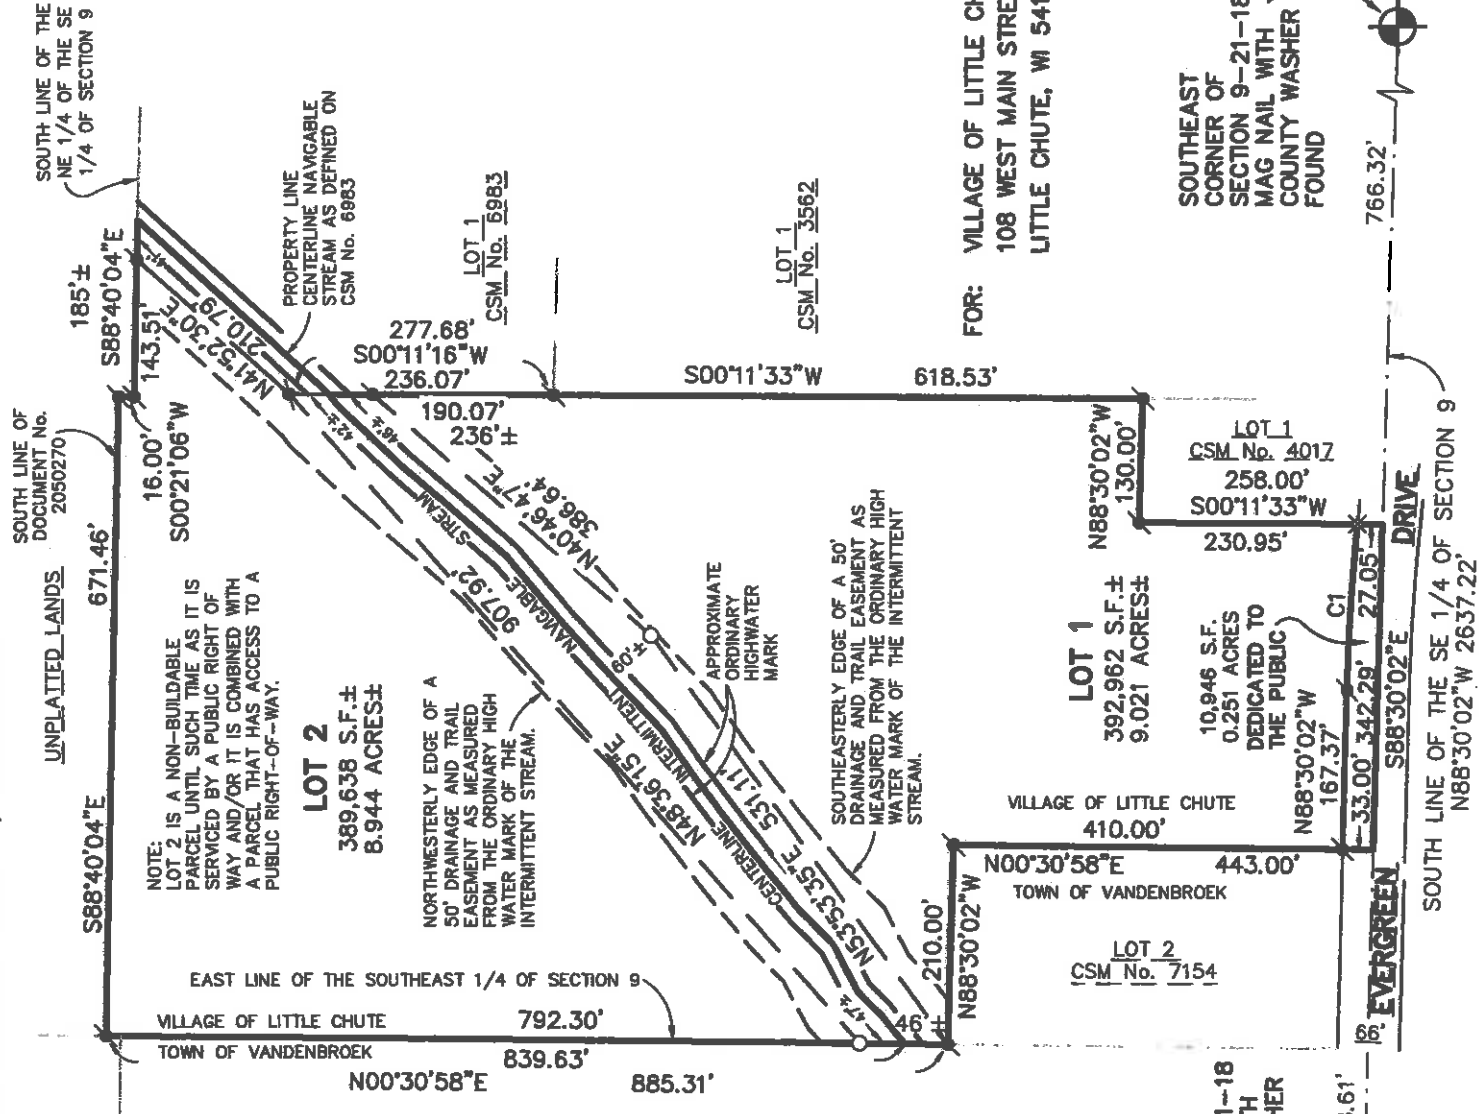 SOUTH LINE OF THE
NE 1/4 OF THE SE
1/4 OF SECTION 9
185'±
S88°40'04"E
143.51'
SOUTH LINE OF
DOCUMENT No.
2050270
16.00'
S00°21'06"W
UNPLATTED LANDS
671.46'
S88°40'04"E
PROPERTY LINE
CENTERLINE NAVIGABLE
STREAM AS DEFINED ON
CSM No. 6983
N41°52'30"E
210.79'
42'±
46'±
277.68'
S00°11'16"W
236.07'
190.07'
236'±
LOT 1
CSM No. 6983
LOT 1
CSM No. 3562
S00°11'33"W 618.53'
FOR: VILLAGE OF LITTLE CH
108 WEST MAIN STRE
LITTLE CHUTE, WI 541
SOUTHEAST
CORNER OF
SECTION 9-21-18
MAG NAIL WITH
COUNTY WASHER
FOUND
766.32'
NOTE:
LOT 2 IS A NON-BUILDABLE
PARCEL UNTIL SUCH TIME AS IT IS
SERVICED BY A PUBLIC RIGHT OF
WAY AND/OR IT IS COMBINED WITH
A PARCEL THAT HAS ACCESS TO A
PUBLIC RIGHT-OF-WAY.
LOT 2
389,638 S.F.±
8.944 ACRES±
NORTHWESTERLY EDGE OF A
50' DRAINAGE AND TRAIL
EASEMENT AS MEASURED
FROM THE ORDINARY HIGH
WATER MARK OF THE
INTERMITTENT STREAM.
N48°36'15"E
907.92'
CENTERLINE INTERMITTENT NAVIGABLE STREAM
N40°46'47"E
386.64'
60'±
APPROXIMATE
ORDINARY
HIGHWATER
MARK
N53°53'35"E 531.11'
SOUTHEASTERLY EDGE OF A 50'
DRAINAGE AND TRAIL EASEMENT AS
MEASURED FROM THE ORDINARY HIGH
WATER MARK OF THE INTERMITTENT
STREAM.
N88°30'02"W
130.00'
LOT 1
CSM No. 4017
258.00'
S00°11'33"W
230.95'
LOT 1
392,962 S.F.±
9.021 ACRES±
10,946 S.F.
0.251 ACRES
DEDICATED TO
THE PUBLIC
C1
27.05'
N88°30'02"W
167.37'
33.00'
342.29'
S88°30'02"E
VILLAGE OF LITTLE CHUTE
410.00'
N00°30'58"E 443.00'
TOWN OF VANDENBROEK
210.00'
N88°30'02"W
LOT 2
CSM No. 7154
EVERGREEN DRIVE
66'
SOUTH LINE OF THE SE 1/4 OF SECTION 9
N88°30'02"W 2637.22'
EAST LINE OF THE SOUTHEAST 1/4 OF SECTION 9
VILLAGE OF LITTLE CHUTE 792.30'
TOWN OF VANDENBROEK 839.63'
N00°30'58"E 885.31'
47'±
46'±
1-18
TH
HER
.61'